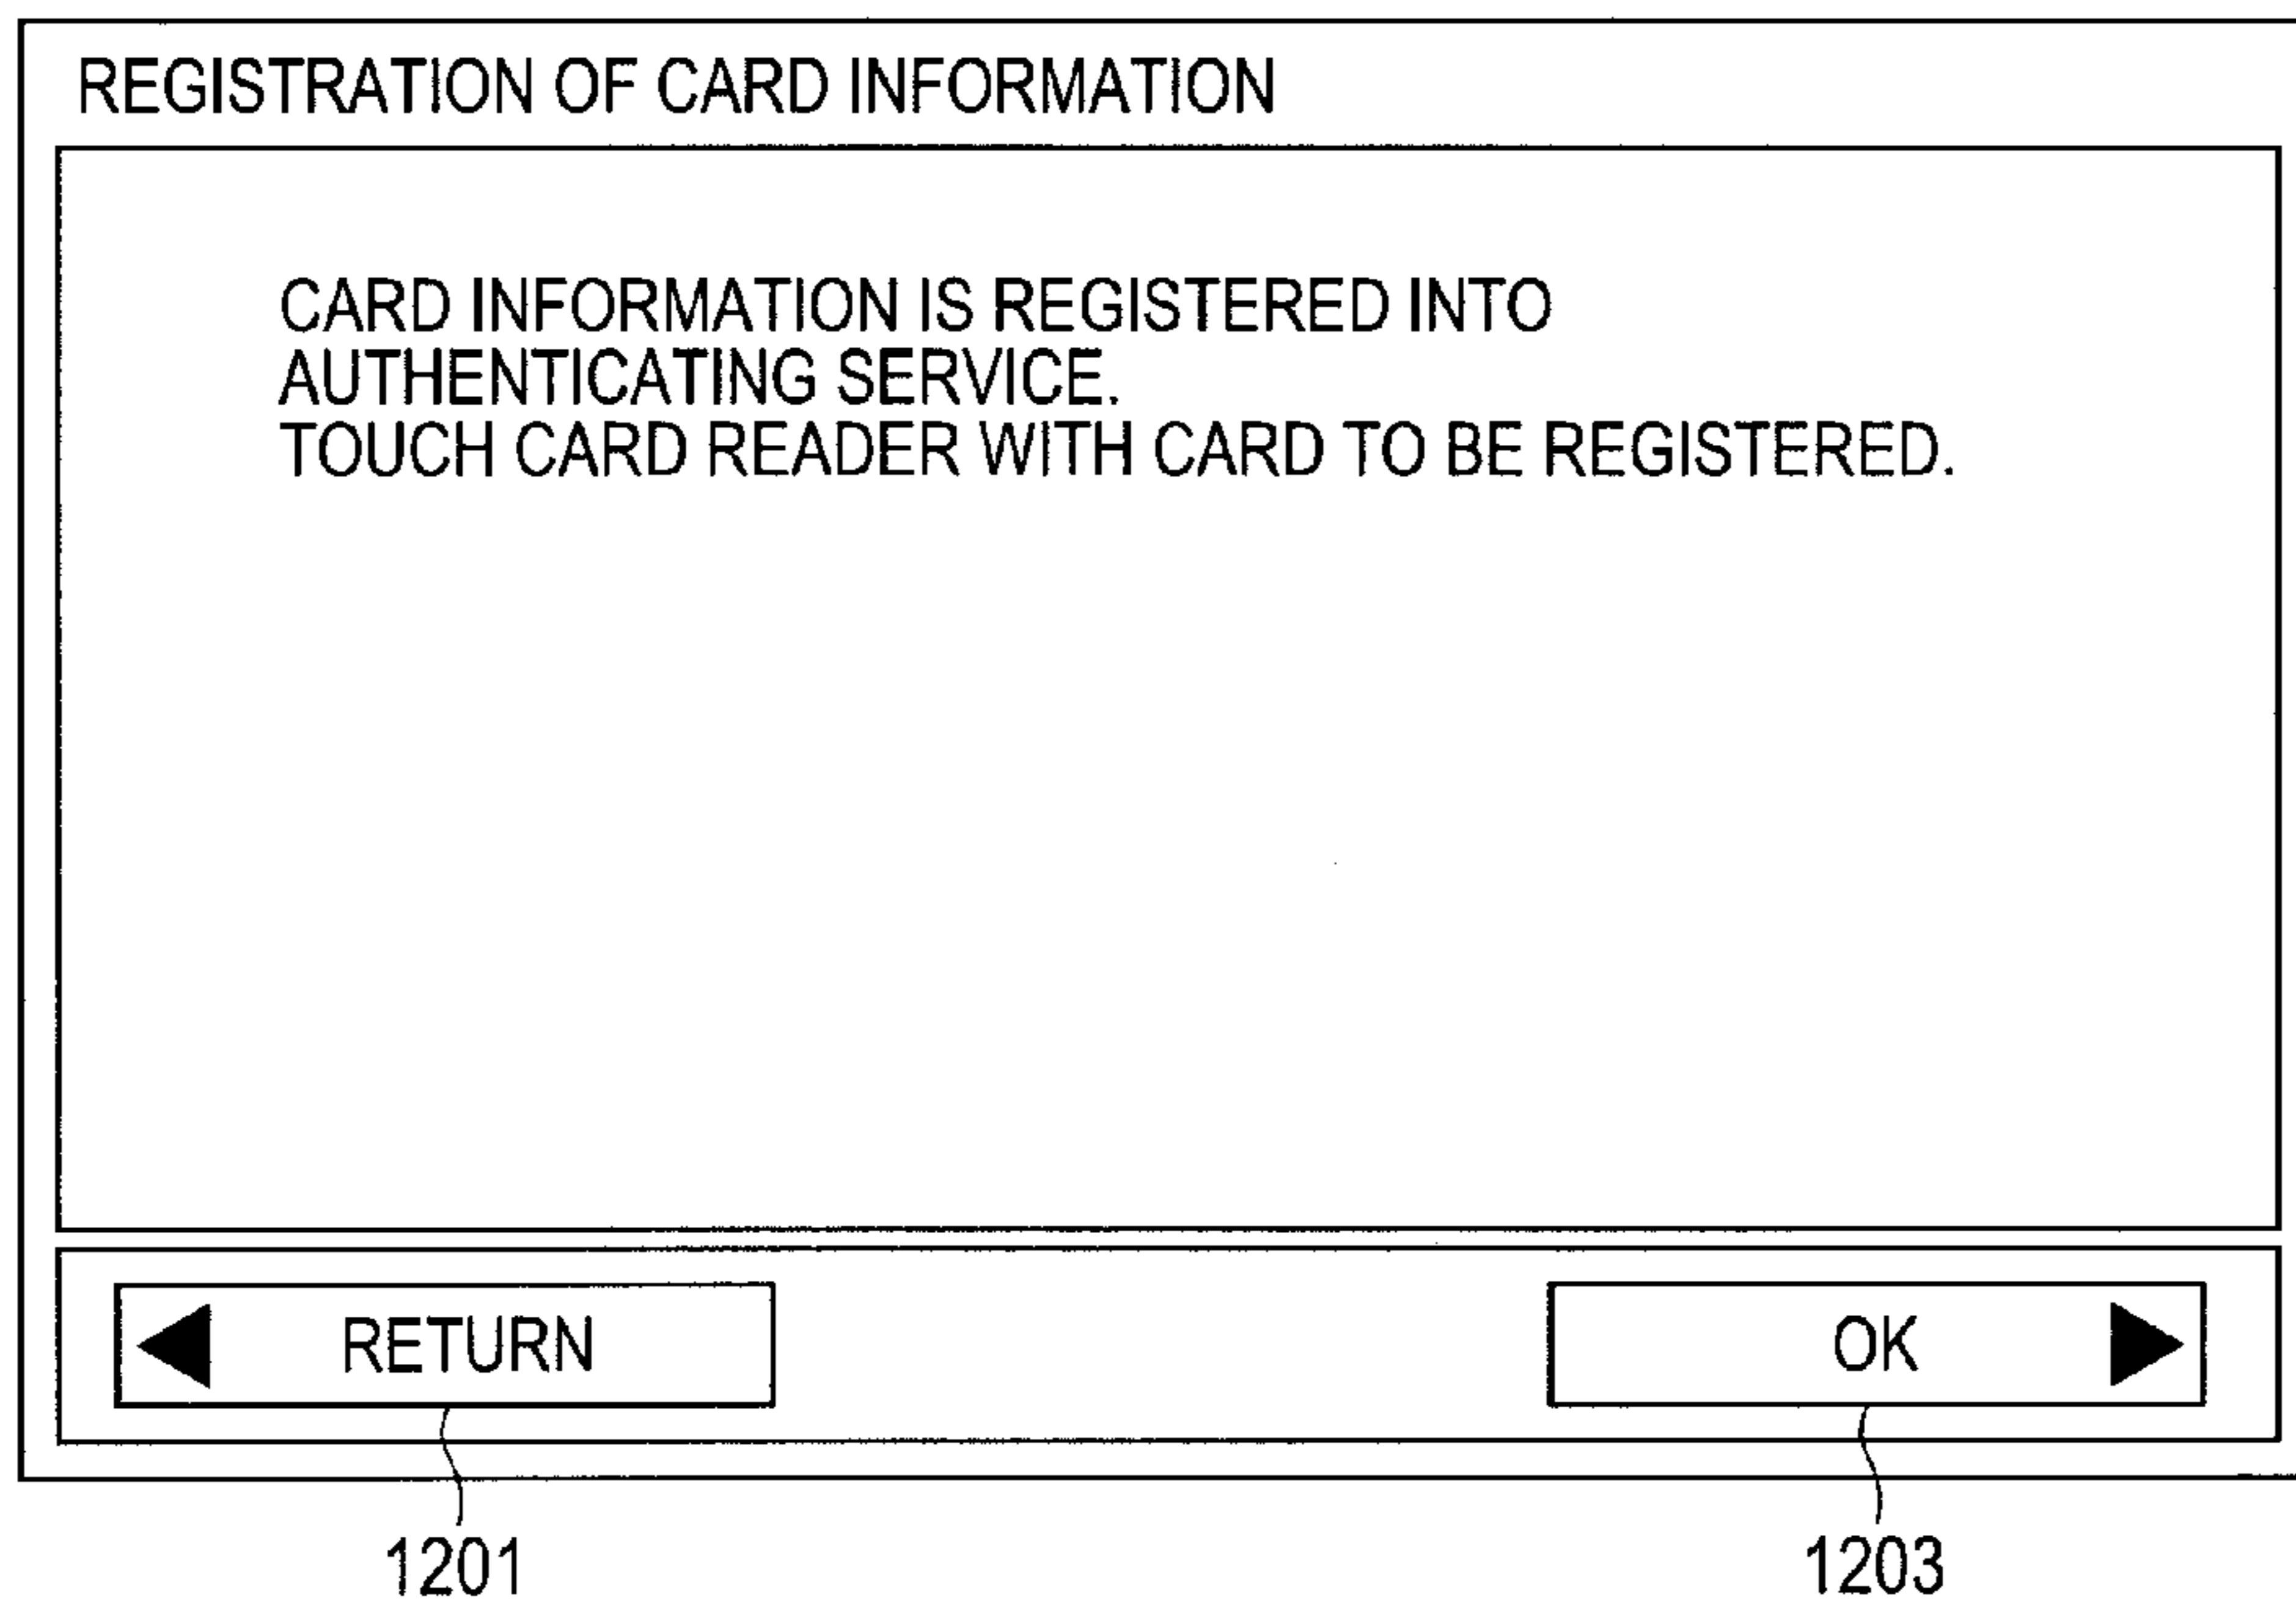 REGISTRATION OF CARD INFORMATION
CARD INFORMATION IS REGISTERED INTO
AUTHENTICATING SERVICE.
TOUCH CARD READER WITH CARD TO BE REGISTERED.
RETURN
OK
1201
1203